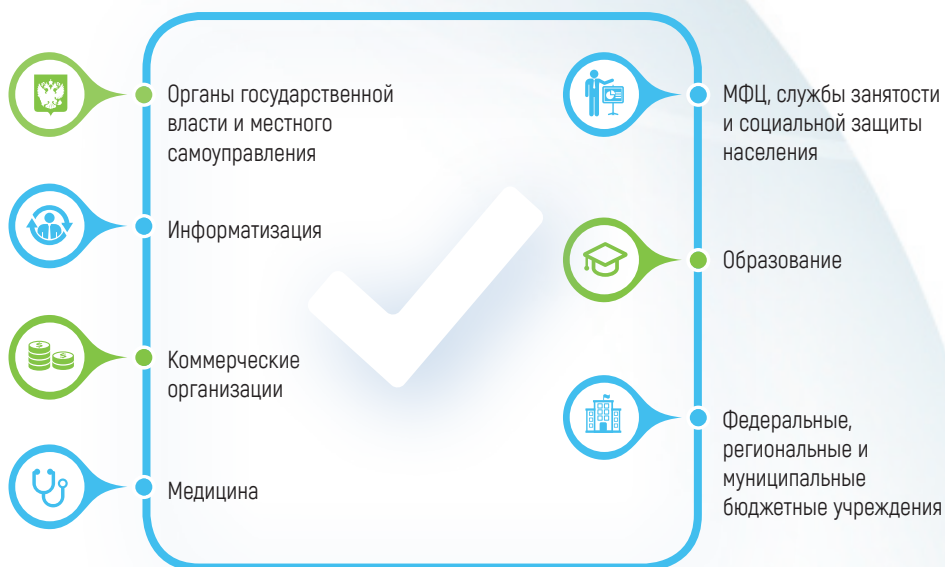 Органы государственной
власти и местного
самоуправления
Информатизация
Коммерческие
организации
Медицина
МФЦ, службы занятости
и социальной защиты
населения
Образование
Федеральные,
региональные и
муниципальные
бюджетные учреждения